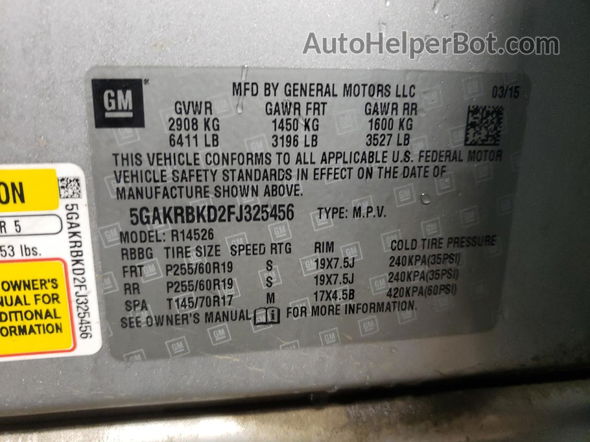 AutoHelperBot.com
GM
MFD BY GENERAL MOTORS LLC 03/15
GVWR GAWR FRT GAWR RR
2908 KG 1450 KG 1600 KG
6411 LB 3196 LB 3527 LB
THIS VEHICLE CONFORMS TO ALL APPLICABLE U.S. FEDERAL MOTOR
VEHICLE SAFETY STANDARDS IN EFFECT ON THE DATE OF
MANUFACTURE SHOWN ABOVE.
5GAKRBKD2FJ325456 TYPE: M.P.V.
MODEL: R14526
RBBG TIRE SIZE SPEED RTG RIM COLD TIRE PRESSURE
FRT P255/60R19 S 19X7.5J 240KPA(35PSI)
RR P255/60R19 S 19X7.5J 240KPA(35PSI)
SPA T145/70R17 M 17X4.5B 420KPA(60PSI)
SEE OWNER'S MANUAL FOR MORE INFORMATION.
ON
R 5
53 lbs.
OWNER'S
NUAL FOR
DITIONAL
ORMATION
5GAKRBKD2FJ325456